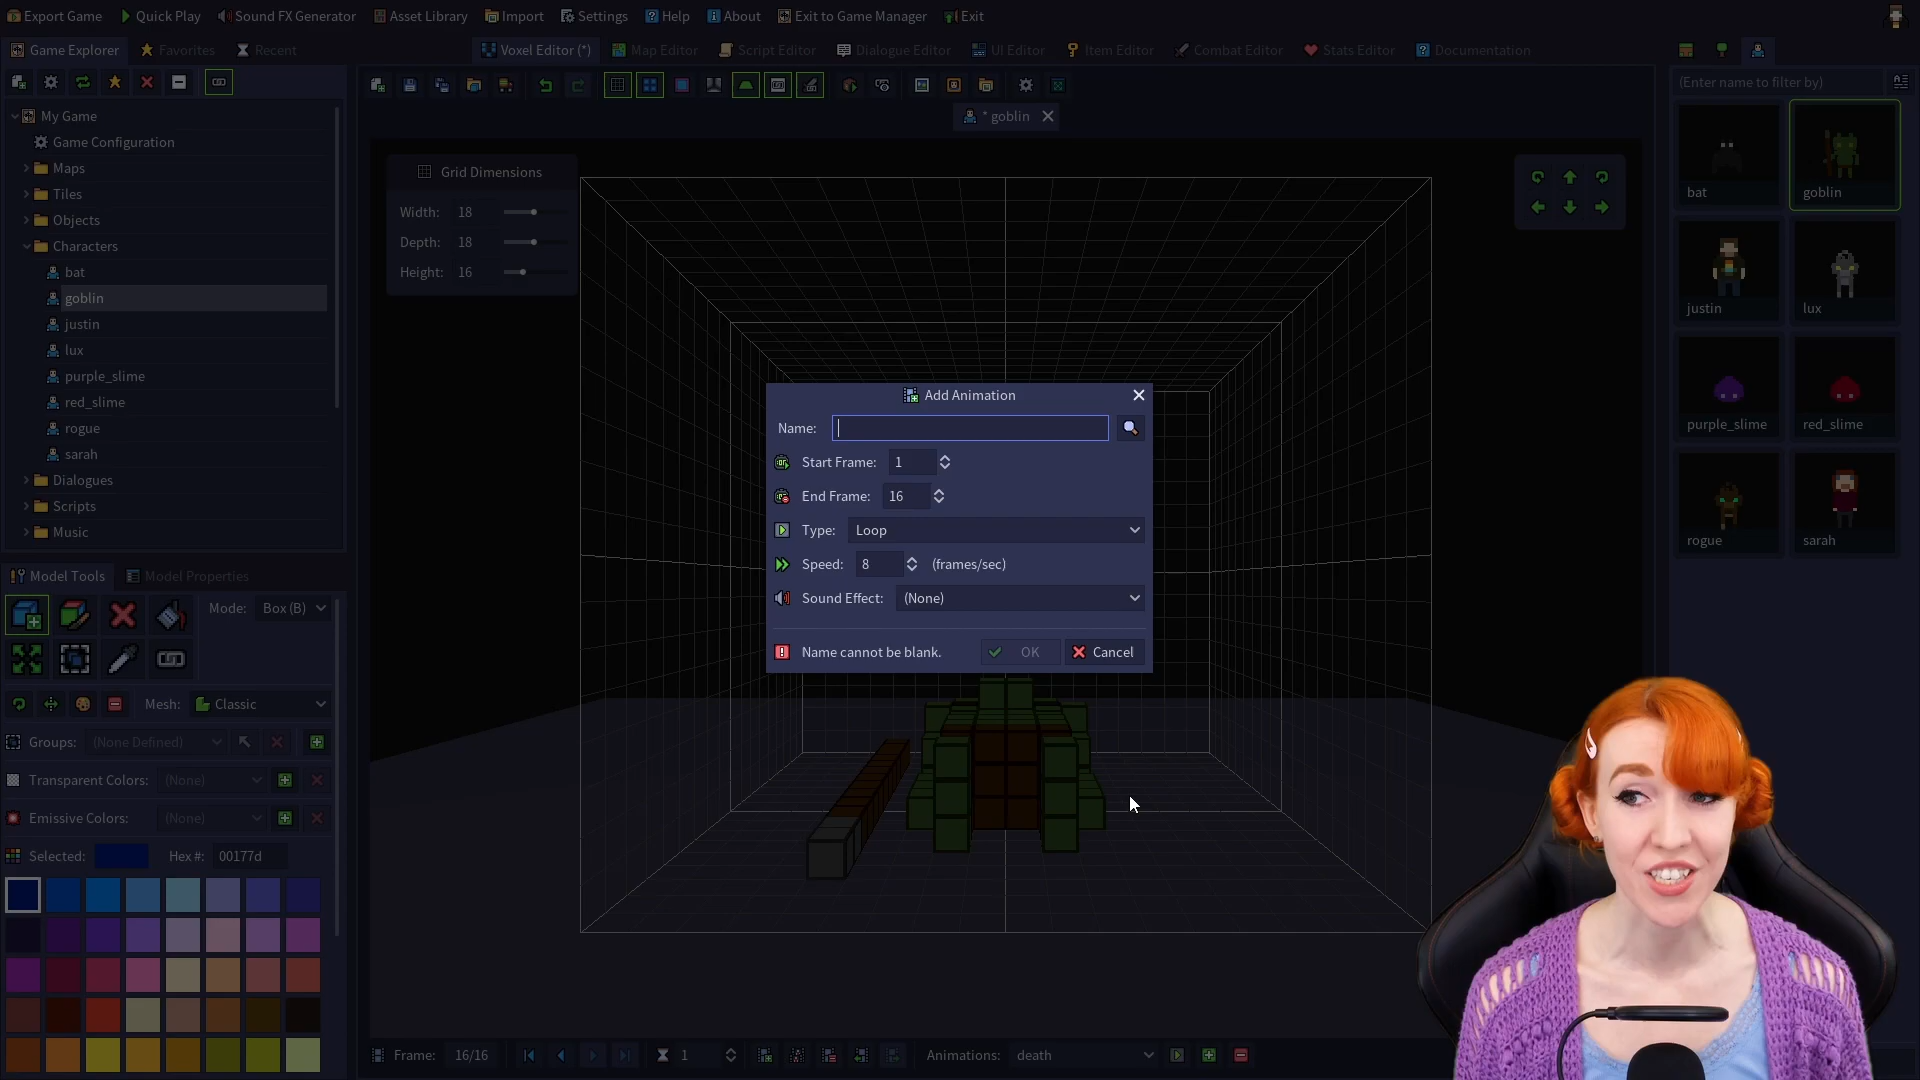 Export Game Quick Play Sound FX Generator Asset Library Import Settings Help About Exit to Game Manager Exit
Game Explorer Favorites Recent
Voxel Editor (*) Map Editor Script Editor Dialogue Editor UI Editor Item Editor Combat Editor Stats Editor Documentation
(Enter name to filter by)
* goblin
My Game
Game Configuration
Maps
Tiles
Objects
Characters
bat
goblin
justin
lux
purple_slime
red_slime
rogue
sarah
Dialogues
Scripts
Music
Grid Dimensions
Width: 18
Depth: 18
Height: 16
bat
goblin
justin
lux
purple_slime
red_slime
rogue
sarah
Add Animation
Name:
Start Frame: 1
End Frame: 16
Type: Loop
Speed: 8 (frames/sec)
Sound Effect: (None)
Name cannot be blank. OK Cancel
Model Tools Model Properties
Mode: Box (B)
Mesh: Classic
Groups: (None Defined)
Transparent Colors: (None)
Emissive Colors: (None)
Selected: Hex #: 00177d
Frame: 16/16 1 Animations: death